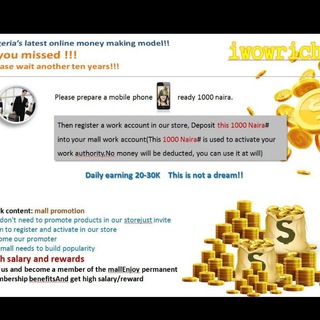 geria's latest online money making model!!
you missed !!!
ase wait another ten years!!!
iwowrich
Please prepare a mobile phone ready 1000 naira.
Then register a work account in our store, Deposit this 1000 Naira#
into your mall work account(This 1000 Naira# is used to activate your
work authority.No money will be deducted, you can use it at will)
Daily earning 20-30K This is not a dream!!
k content: mall promotion
don't need to promote products in our storejust invite
n to register and activate in our store
ome our promoter
mall needs to build popularity
h salary and rewards
us and become a member of the mallEnjoy permanent
mbership benefitsAnd get high salary/reward